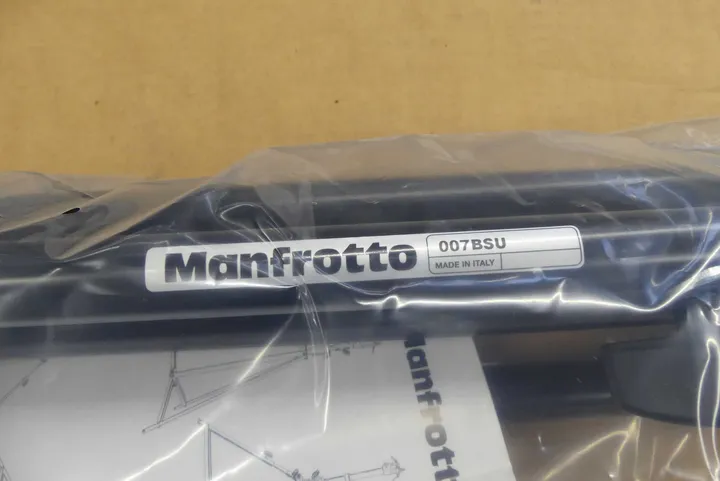 Manfrotto
007BSU
MADE IN ITALY
Manfrotto